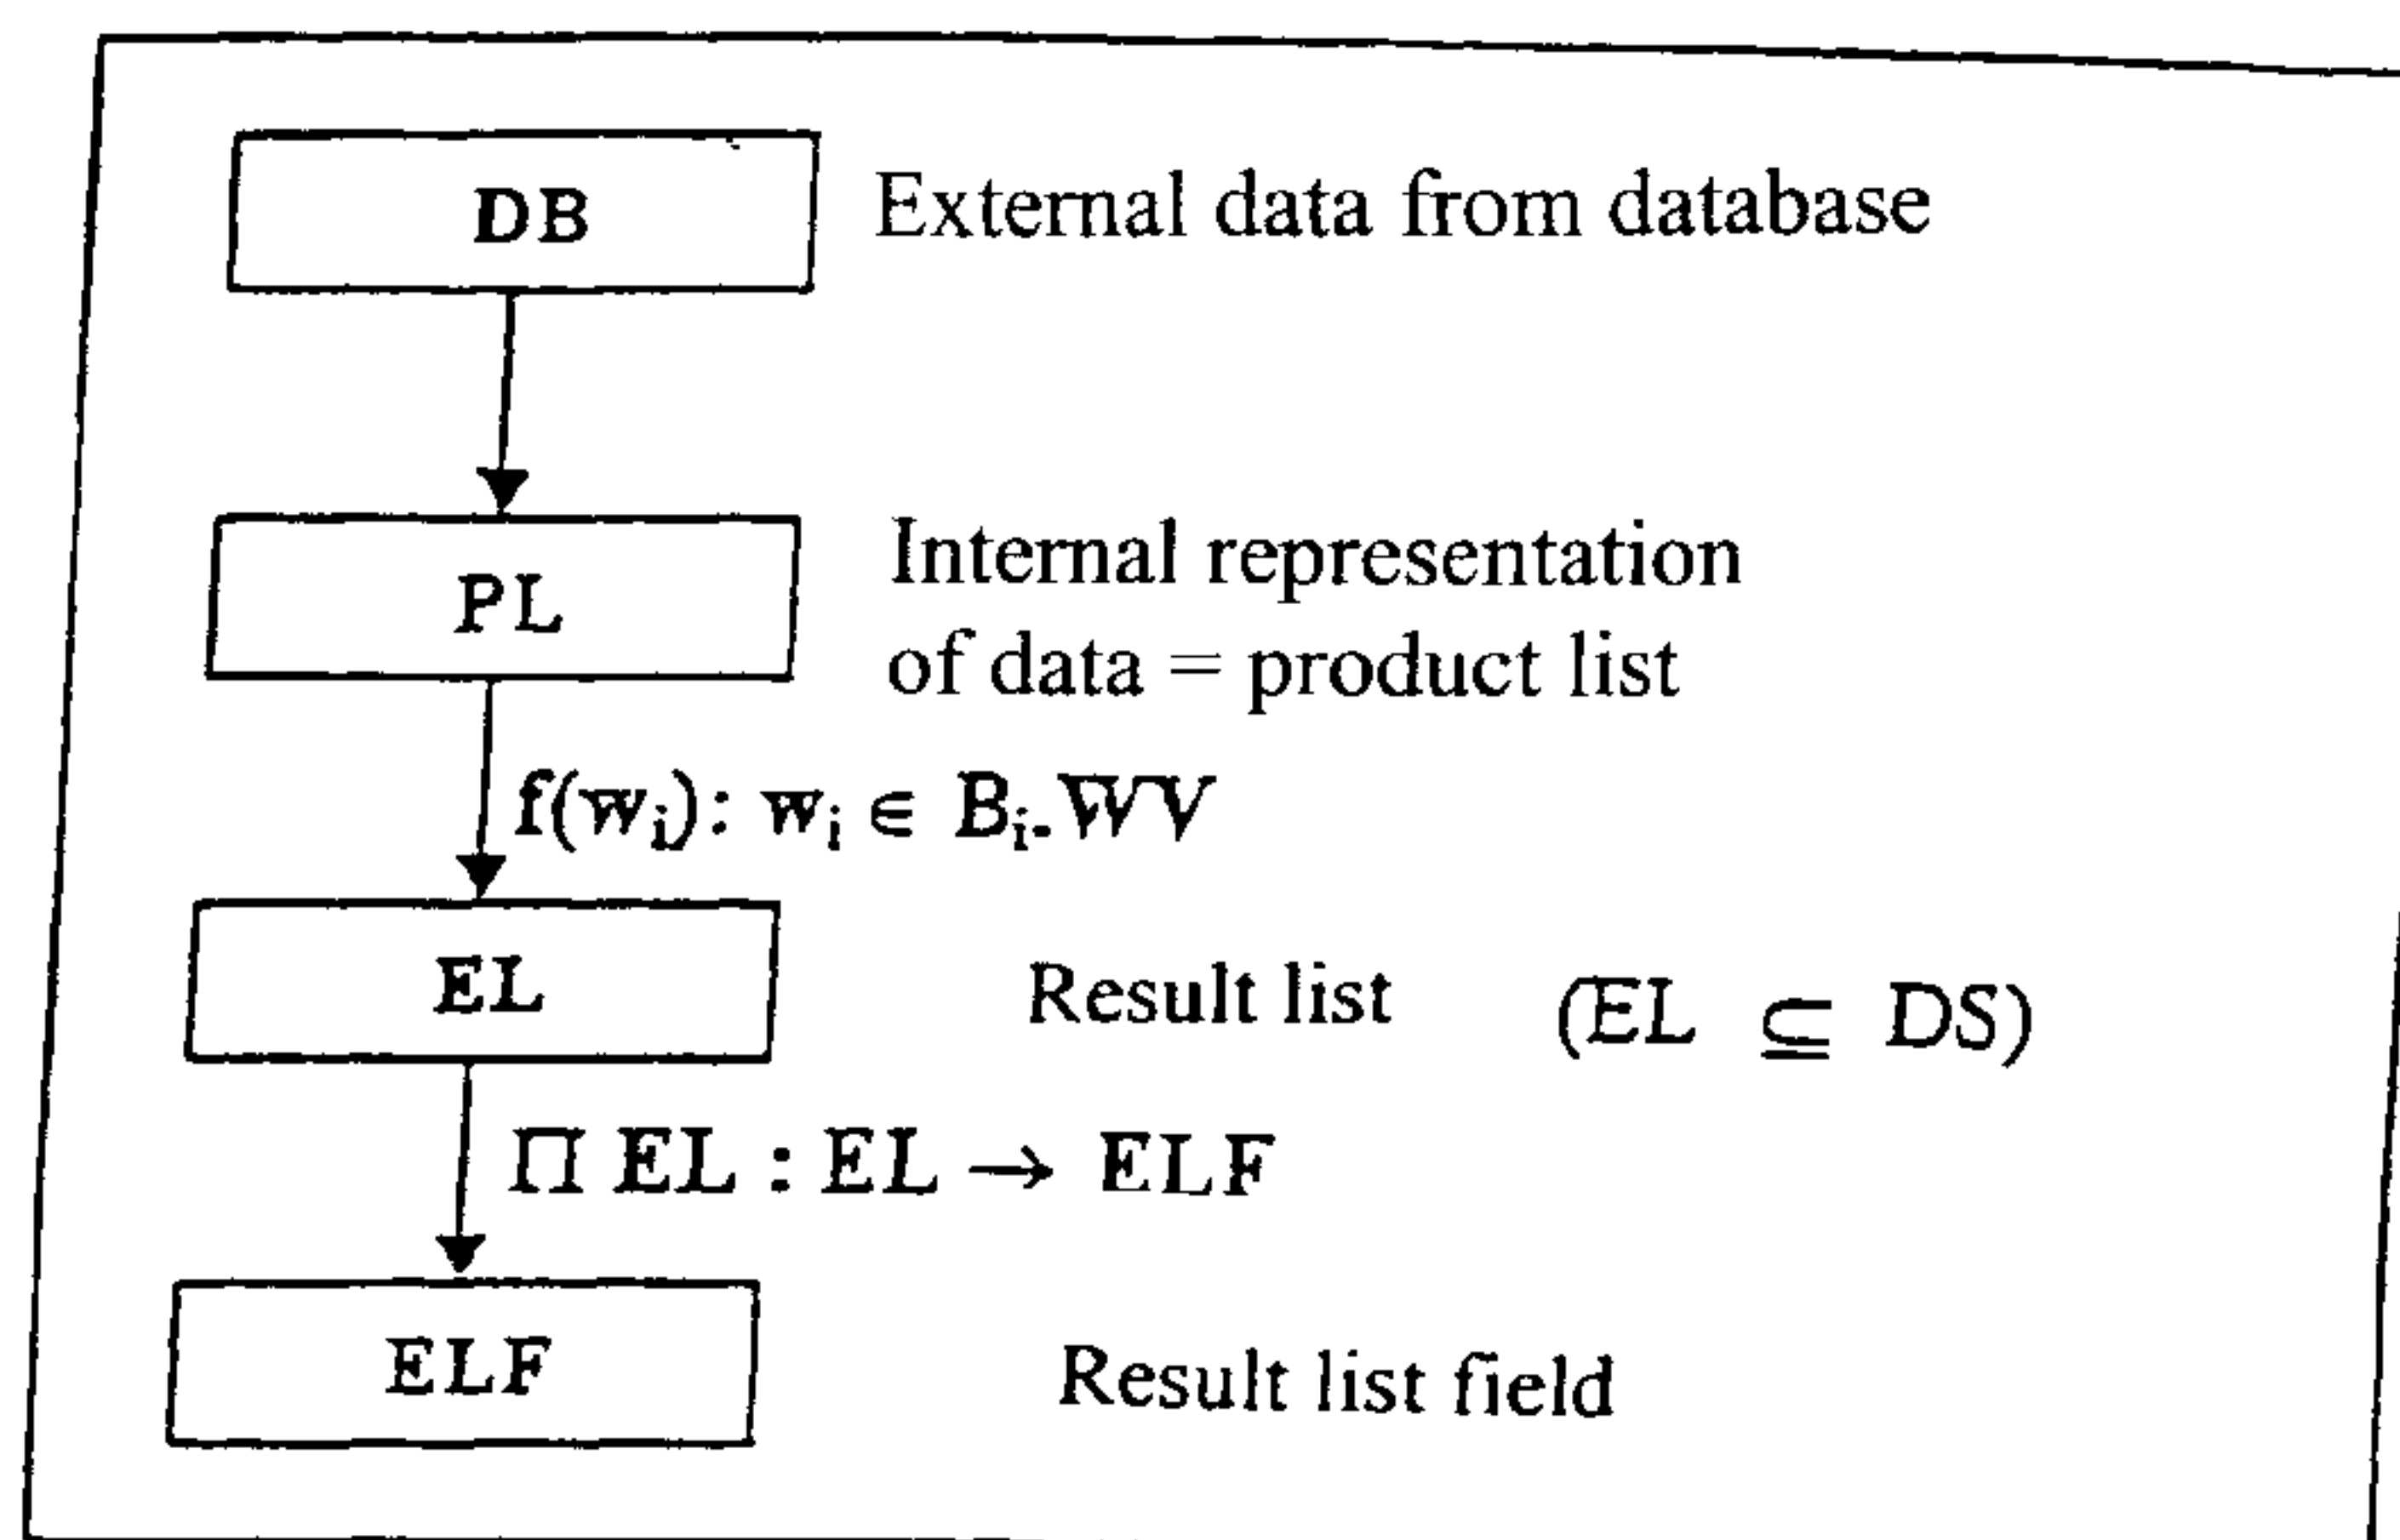 DB External data from database
PL Internal representation
of data = product list
f(wᵢ): wᵢ ∈ Bᵢ.WV
EL Result list (EL ⊆ DS)
Π EL : EL → ELF
ELF Result list field